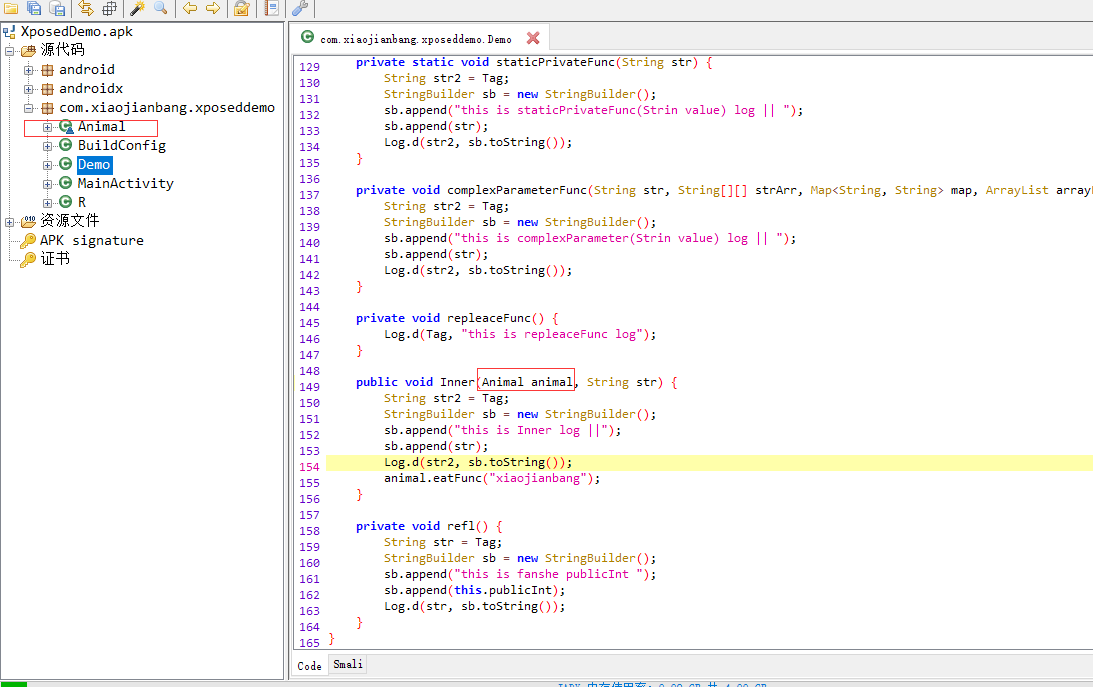 XposedDemo.apk
源代码
android
androidx
com.xiaojianbang.xposeddemo
Animal
BuildConfig
Demo
MainActivity
R
资源文件
APK signature
证书
com.xiaojianbang.xposeddemo.Demo
129 private static void staticPrivateFunc(String str) {
130 String str2 = Tag;
131 StringBuilder sb = new StringBuilder();
132 sb.append("this is staticPrivateFunc(Strin value) log || ");
133 sb.append(str);
134 Log.d(str2, sb.toString());
135 }
136
137 private void complexParameterFunc(String str, String[][] strArr, Map<String, String> map, ArrayList arrayl
138 String str2 = Tag;
139 StringBuilder sb = new StringBuilder();
140 sb.append("this is complexParameter(Strin value) log || ");
141 sb.append(str);
142 Log.d(str2, sb.toString());
143 }
144
145 private void repleaceFunc() {
146 Log.d(Tag, "this is repleaceFunc log");
147 }
148
149 public void Inner(Animal animal, String str) {
150 String str2 = Tag;
151 StringBuilder sb = new StringBuilder();
152 sb.append("this is Inner log ||");
153 sb.append(str);
154 Log.d(str2, sb.toString());
155 animal.eatFunc("xiaojianbang");
156 }
157
158 private void refl() {
159 String str = Tag;
160 StringBuilder sb = new StringBuilder();
161 sb.append("this is fanshe publicInt ");
162 sb.append(this.publicInt);
163 Log.d(str, sb.toString());
164 }
165 }
Code Smali